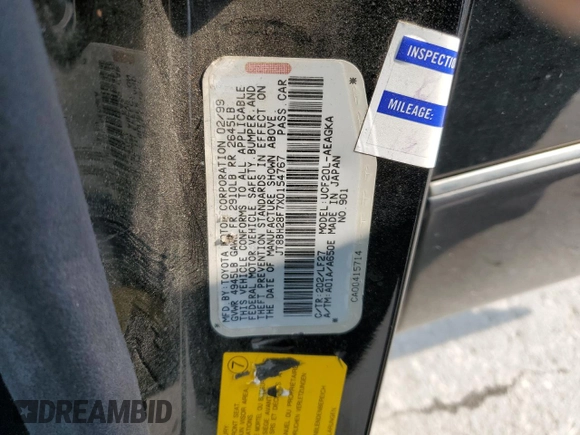 MFD.BY:TOYOTA MOTOR CORPORATION 02/99
GVWR 4945LB GAWR FR 2910LB RR 2645LB
THIS VEHICLE CONFORMS TO ALL APPLICABLE
FEDERAL MOTOR VEHICLE SAFETY, BUMPER, AND
THEFT PREVENTION STANDARDS IN EFFECT ON
THE DATE OF MANUFACTURE SHOWN ABOVE.
JT8BH28F7X0154767 PASS CAR
C/TR:202/LF27 MODEL:UCF20L-AEAGKA
A/TM:A01A/A650E MADE IN JAPAN
NO 901
CA00415714
INSPECTIO
MILEAGE:
7
DREAMBID